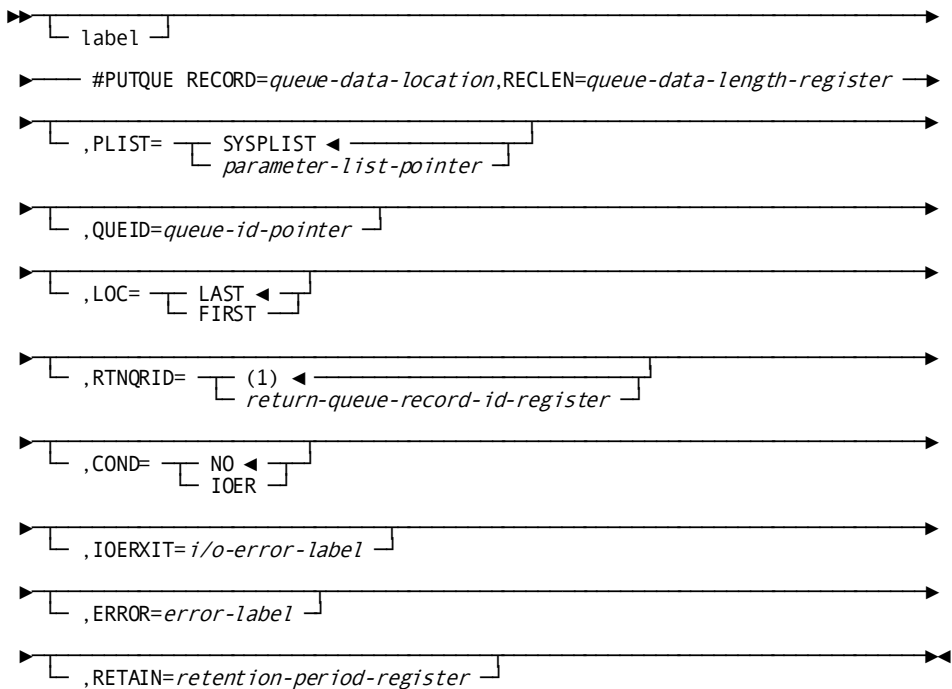 label
#PUTQUE RECORD=queue-data-location,RECLEN=queue-data-length-register
,PLIST= SYSPLIST ◄
parameter-list-pointer
,QUEID=queue-id-pointer
,LOC= LAST ◄
FIRST
,RTNQRID= (1) ◄
return-queue-record-id-register
,COND= NO ◄
IOER
,IOERXIT=i/o-error-label
,ERROR=error-label
,RETAIN=retention-period-register